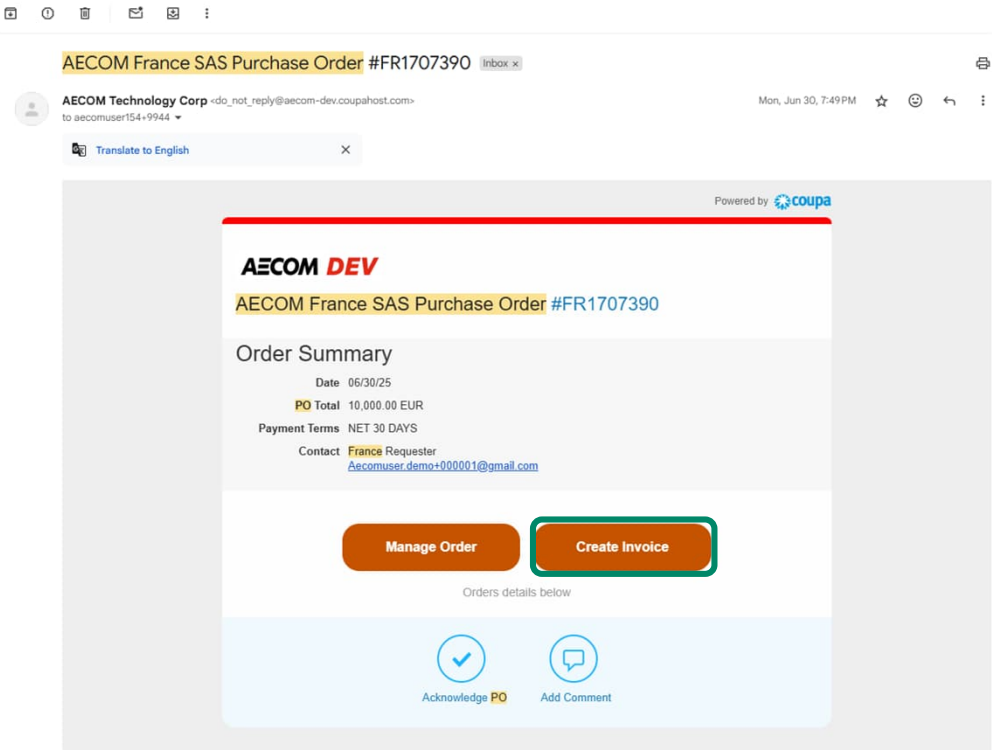 AECOM France SAS Purchase Order #FR1707390 Inbox ×
AECOM Technology Corp <do_not_reply@aecom-dev.coupahost.com> Mon, Jun 30, 7:49 PM
to aecomuser154+9944
Translate to English
Powered by coupa
AECOM DEV
AECOM France SAS Purchase Order #FR1707390
Order Summary
Date 06/30/25
PO Total 10,000.00 EUR
Payment Terms NET 30 DAYS
Contact France Requester
Aecomuser.demo+000001@gmail.com
Manage Order Create Invoice
Orders details below
Acknowledge PO Add Comment